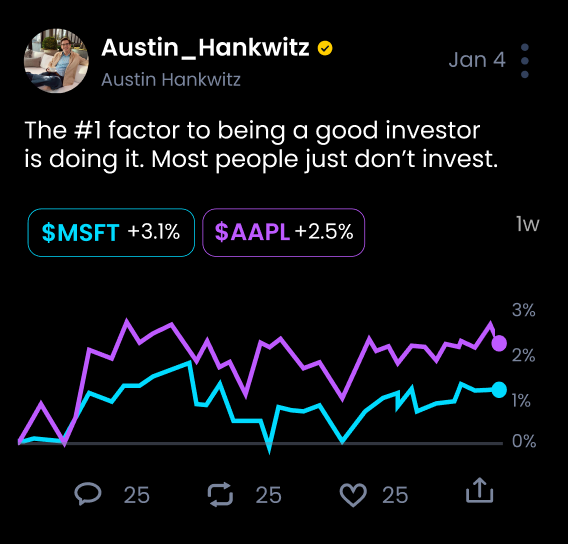 Austin_Hankwitz
Austin Hankwitz
Jan 4
The #1 factor to being a good investor
is doing it. Most people just don’t invest.
$MSFT +3.1%
$AAPL +2.5%
1w
3%
2%
1%
0%
25
25
25